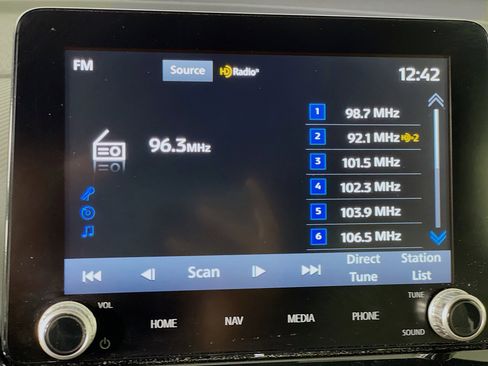 FM
Source
HD Radio
12:42
96.3MHz
1 98.7 MHz
2 92.1 MHz HD 2
3 101.5 MHz
4 102.3 MHz
5 103.9 MHz
6 106.5 MHz
Scan
Direct Tune
Station List
VOL
HOME
NAV
MEDIA
PHONE
TUNE
SOUND